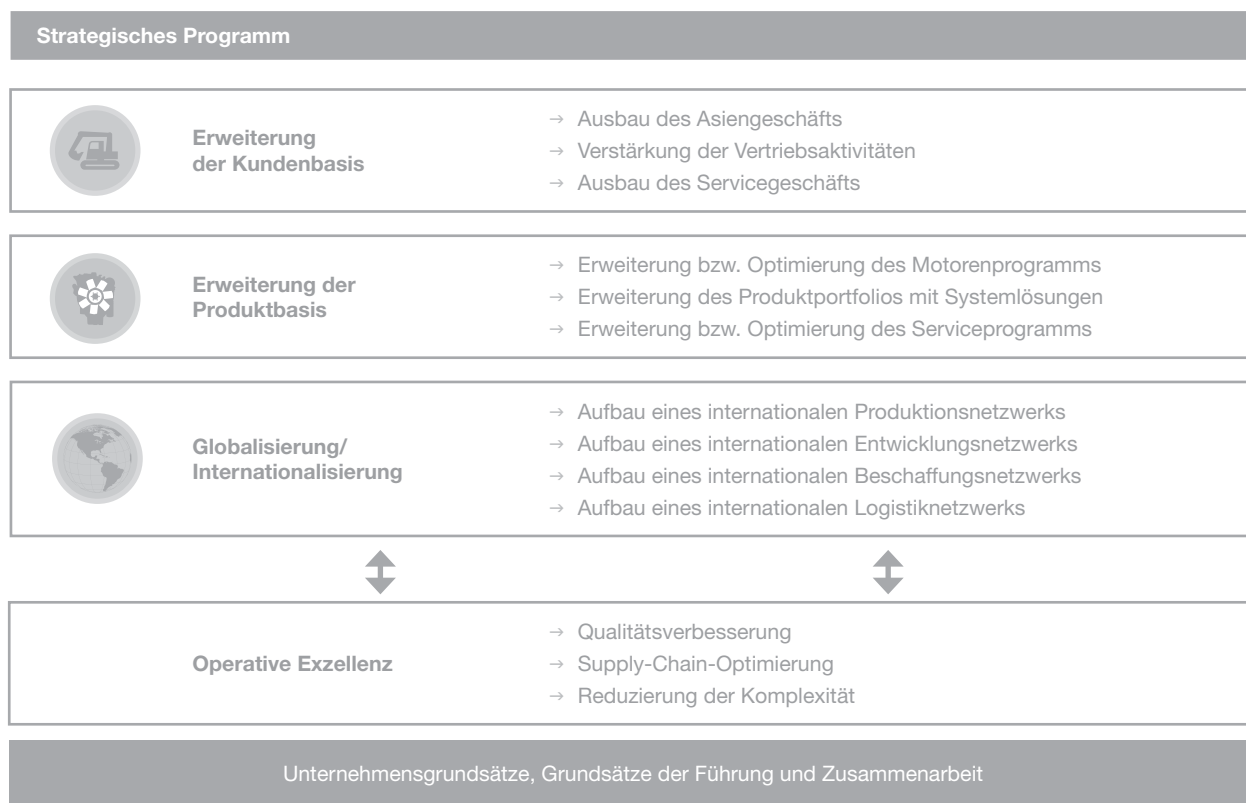 Strategisches Programm
Erweiterung
der Kundenbasis
→ Ausbau des Asiengeschäfts
→ Verstärkung der Vertriebsaktivitäten
→ Ausbau des Servicegeschäfts
Erweiterung der
Produktbasis
→ Erweiterung bzw. Optimierung des Motorenprogramms
→ Erweiterung des Produktportfolios mit Systemlösungen
→ Erweiterung bzw. Optimierung des Serviceprogramms
Globalisierung/
Internationalisierung
→ Aufbau eines internationalen Produktionsnetzwerks
→ Aufbau eines internationalen Entwicklungsnetzwerks
→ Aufbau eines internationalen Beschaffungsnetzwerks
→ Aufbau eines internationalen Logistiknetzwerks
Operative Exzellenz
→ Qualitätsverbesserung
→ Supply-Chain-Optimierung
→ Reduzierung der Komplexität
Unternehmensgrundsätze, Grundsätze der Führung und Zusammenarbeit